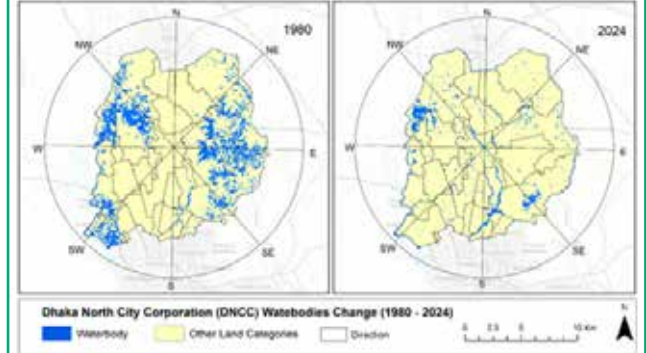 1980
N
NW
NE
W
E
SW
SE
S
2024
N
NW
NE
W
E
SW
SE
S
Dhaka North City Corporation (DNCC) Watebodies Change (1980 - 2024)
Waterbody
Other Land Categories
Direction
0 2.5 5 10 Km
N